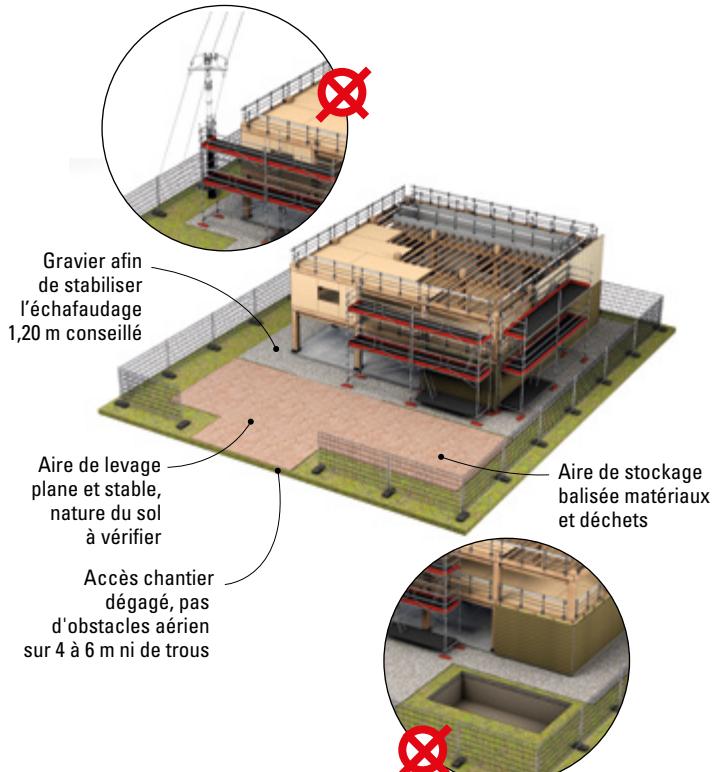 Gravier afin
de stabiliser
l'échafaudage
1,20 m conseillé
Aire de levage
plane et stable,
nature du sol
à vérifier
Aire de stockage
balisée matériaux
et déchets
Accès chantier
dégagé, pas
d'obstacles aérien
sur 4 à 6 m ni de trous